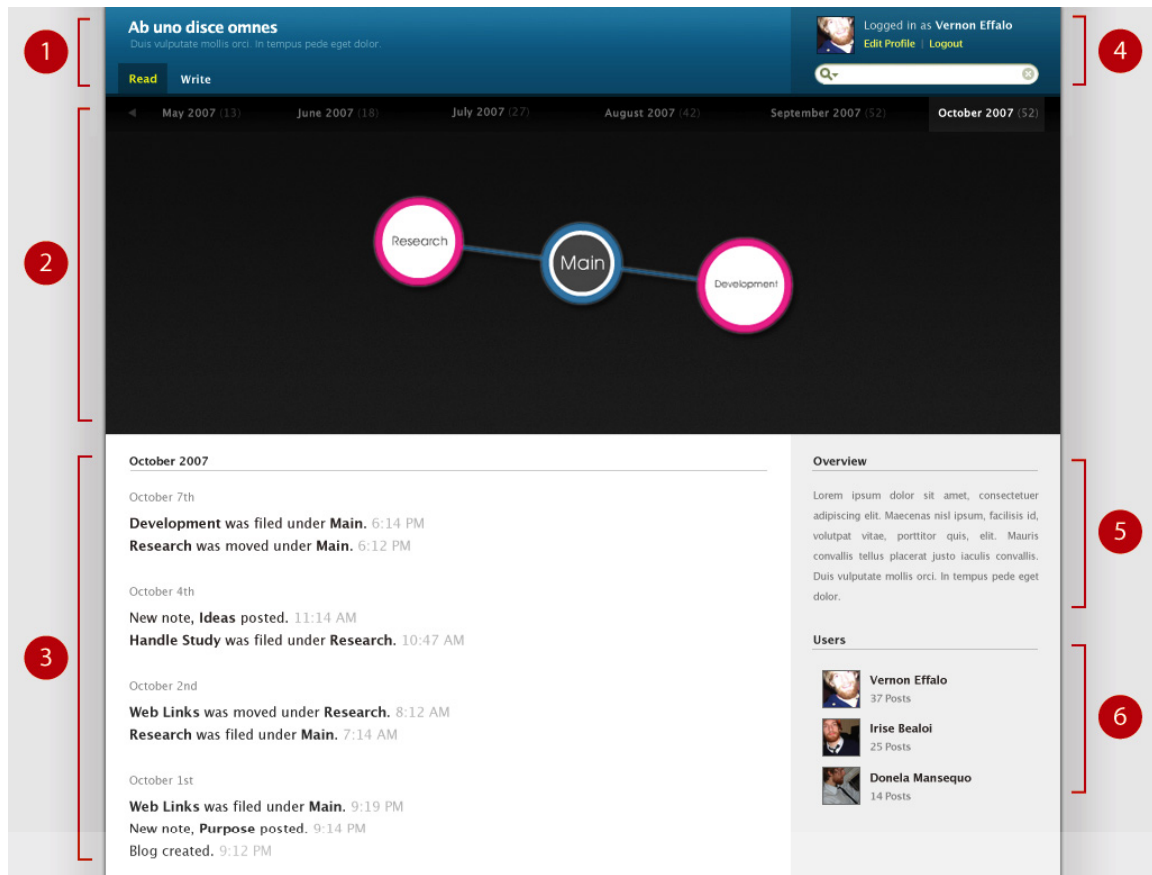 1
Ab uno disce omnes
Duis vulputate mollis orci. In tempus pede eget dolor.
Read Write
4
Logged in as Vernon Effalo
Edit Profile | Logout
2
May 2007 (13) June 2007 (18) July 2007 (27) August 2007 (42) September 2007 (52) October 2007 (52)
Research
Main
Development
3
October 2007
October 7th
Development was filed under Main. 6:14 PM
Research was moved under Main. 6:12 PM
October 4th
New note, Ideas posted. 11:14 AM
Handle Study was filed under Research. 10:47 AM
October 2nd
Web Links was moved under Research. 8:12 AM
Research was filed under Main. 7:14 AM
October 1st
Web Links was filed under Main. 9:19 PM
New note, Purpose posted. 9:14 PM
Blog created. 9:12 PM
5
Overview
Lorem ipsum dolor sit amet, consectetuer
adipiscing elit. Maecenas nisl ipsum, facilisis id,
volutpat vitae, porttitor quis, elit. Mauris
convallis tellus placerat justo iaculis convallis.
Duis vulputate mollis orci. In tempus pede eget
dolor.
6
Users
Vernon Effalo
37 Posts
Irise Bealoi
25 Posts
Donela Mansequo
14 Posts